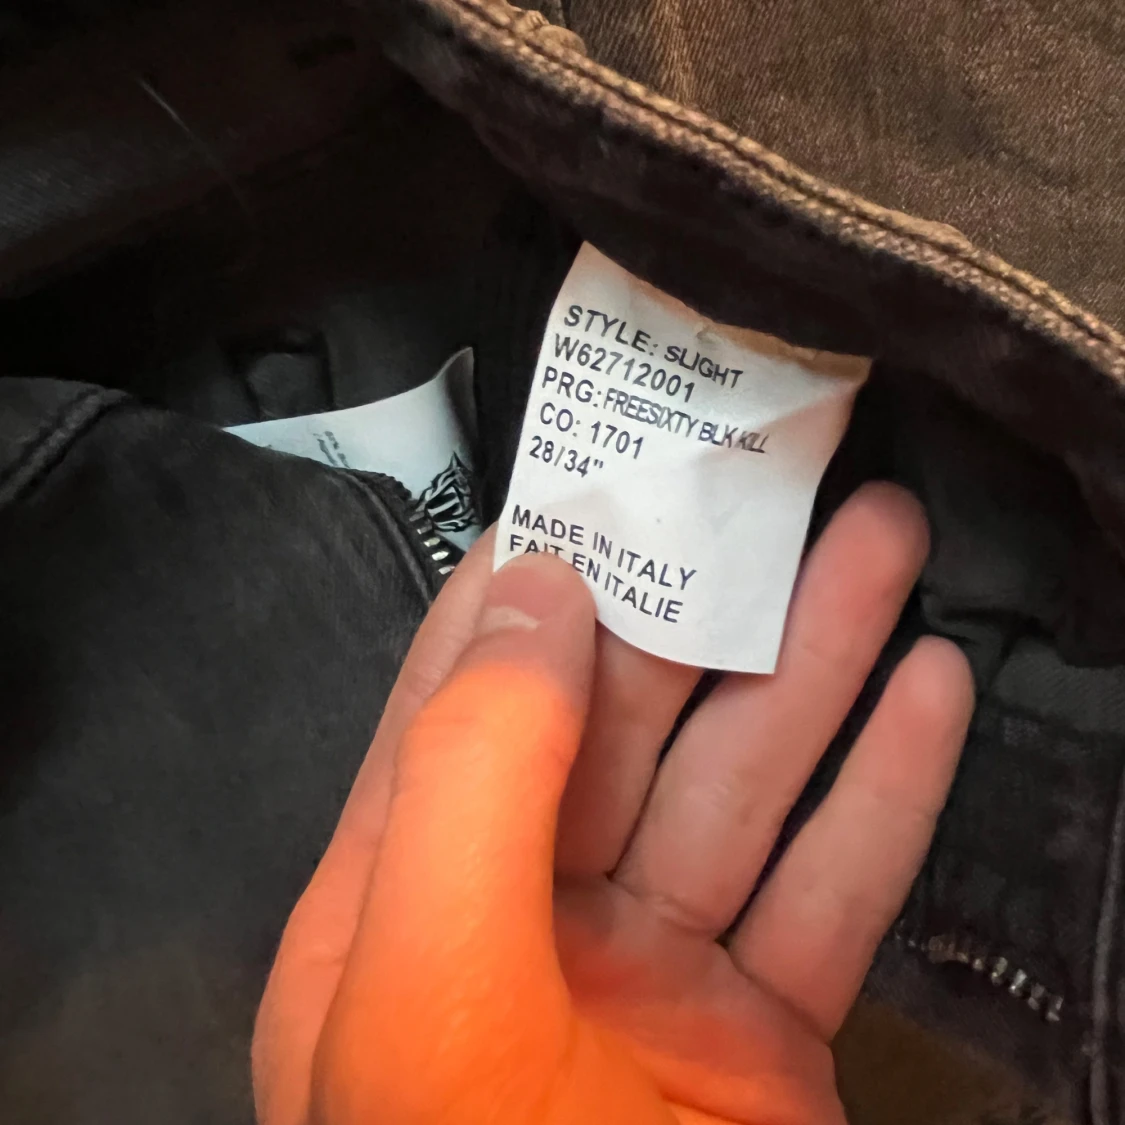 STYLE: SLIGHT
W62712001
PRG: FREESIXTY BLK KILL
CO: 1701
28/34"
MADE IN ITALY
FAIT EN ITALIE